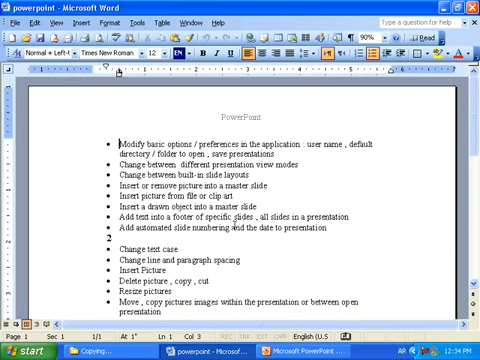 powerpoint - Microsoft Word
File Edit View Insert Format Tools Table Window Help
Type a question for help
90% Read
Normal + Left-t Times New Roman 12 EN B I U
PowerPoint
• Modify basic options / preferences in the application : user name , default
directory / folder to open , save presentations
• Change between different presentation view modes
• Change between built-in slide layouts
• Insert or remove picture into a master slide
• Insert picture from file or clip art
• Insert a drawn object into a master slide
• Add text into a footer of specific slides , all slides in a presentation
• Add automated slide numbering and the date to presentation
2
• Change text case
• Change line and paragraph spacing
• Insert Picture
• Delete picture , copy , cut
• Resize pictures
• Move , copy pictures images within the presentation or between open
presentation
Page 1 Sec 1 1/1 At 1" Ln 1 Col 3 REC TRK EXT OVR English (U.S
start Copying... powerpoint - Microsof... Microsoft PowerPoint ... AR 12:34 PM